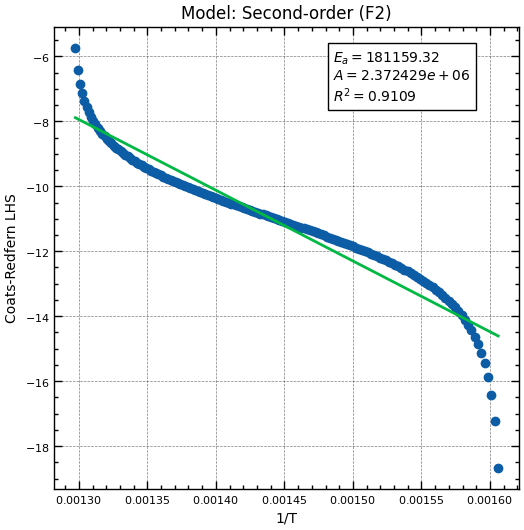 Model: Second-order (F2)
E_a = 181159.32
A = 2.372429e + 06
R^2 = 0.9109
Coats-Redfern LHS
−6
−8
−10
−12
−14
−16
−18
0.00130 0.00135 0.00140 0.00145 0.00150 0.00155 0.00160
1/T